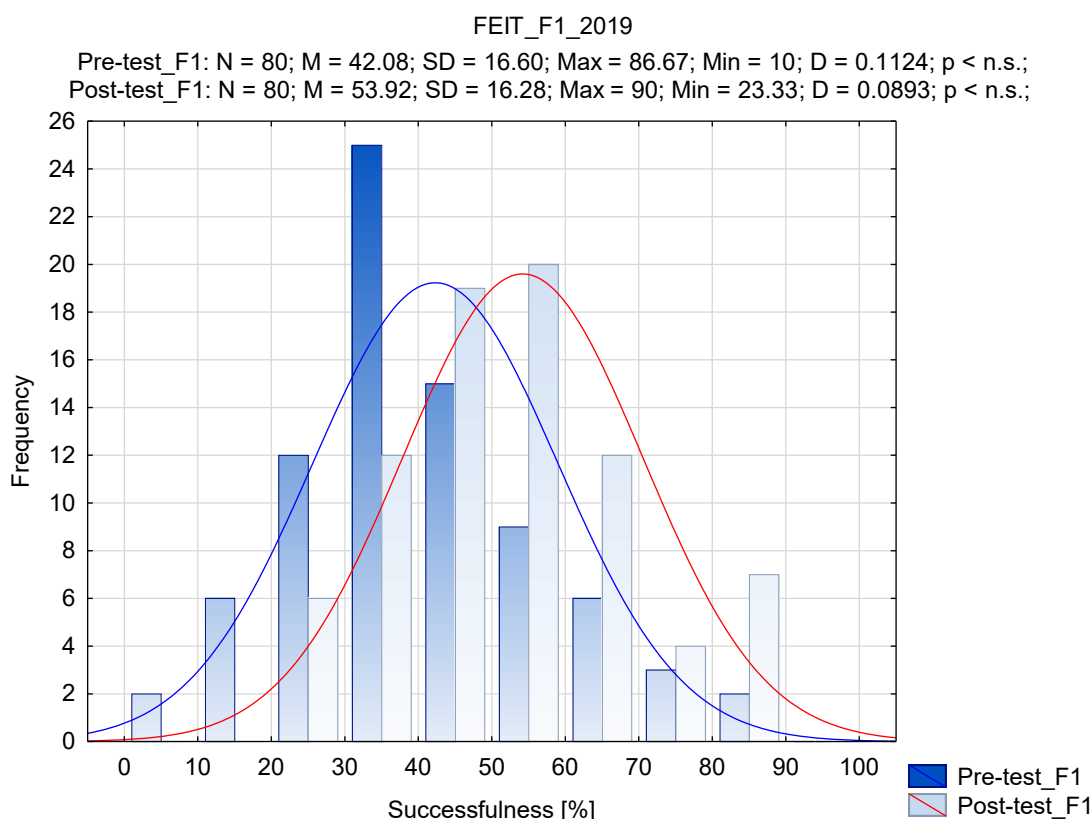 FEIT_F1_2019
Pre-test_F1: N = 80; M = 42.08; SD = 16.60; Max = 86.67; Min = 10; D = 0.1124; p < n.s.;
Post-test_F1: N = 80; M = 53.92; SD = 16.28; Max = 90; Min = 23.33; D = 0.0893; p < n.s.;
26
24
22
20
18
16
14
12
10
8
6
4
2
0
Frequency
0 10 20 30 40 50 60 70 80 90 100
Successfulness [%]
Pre-test_F1
Post-test_F1